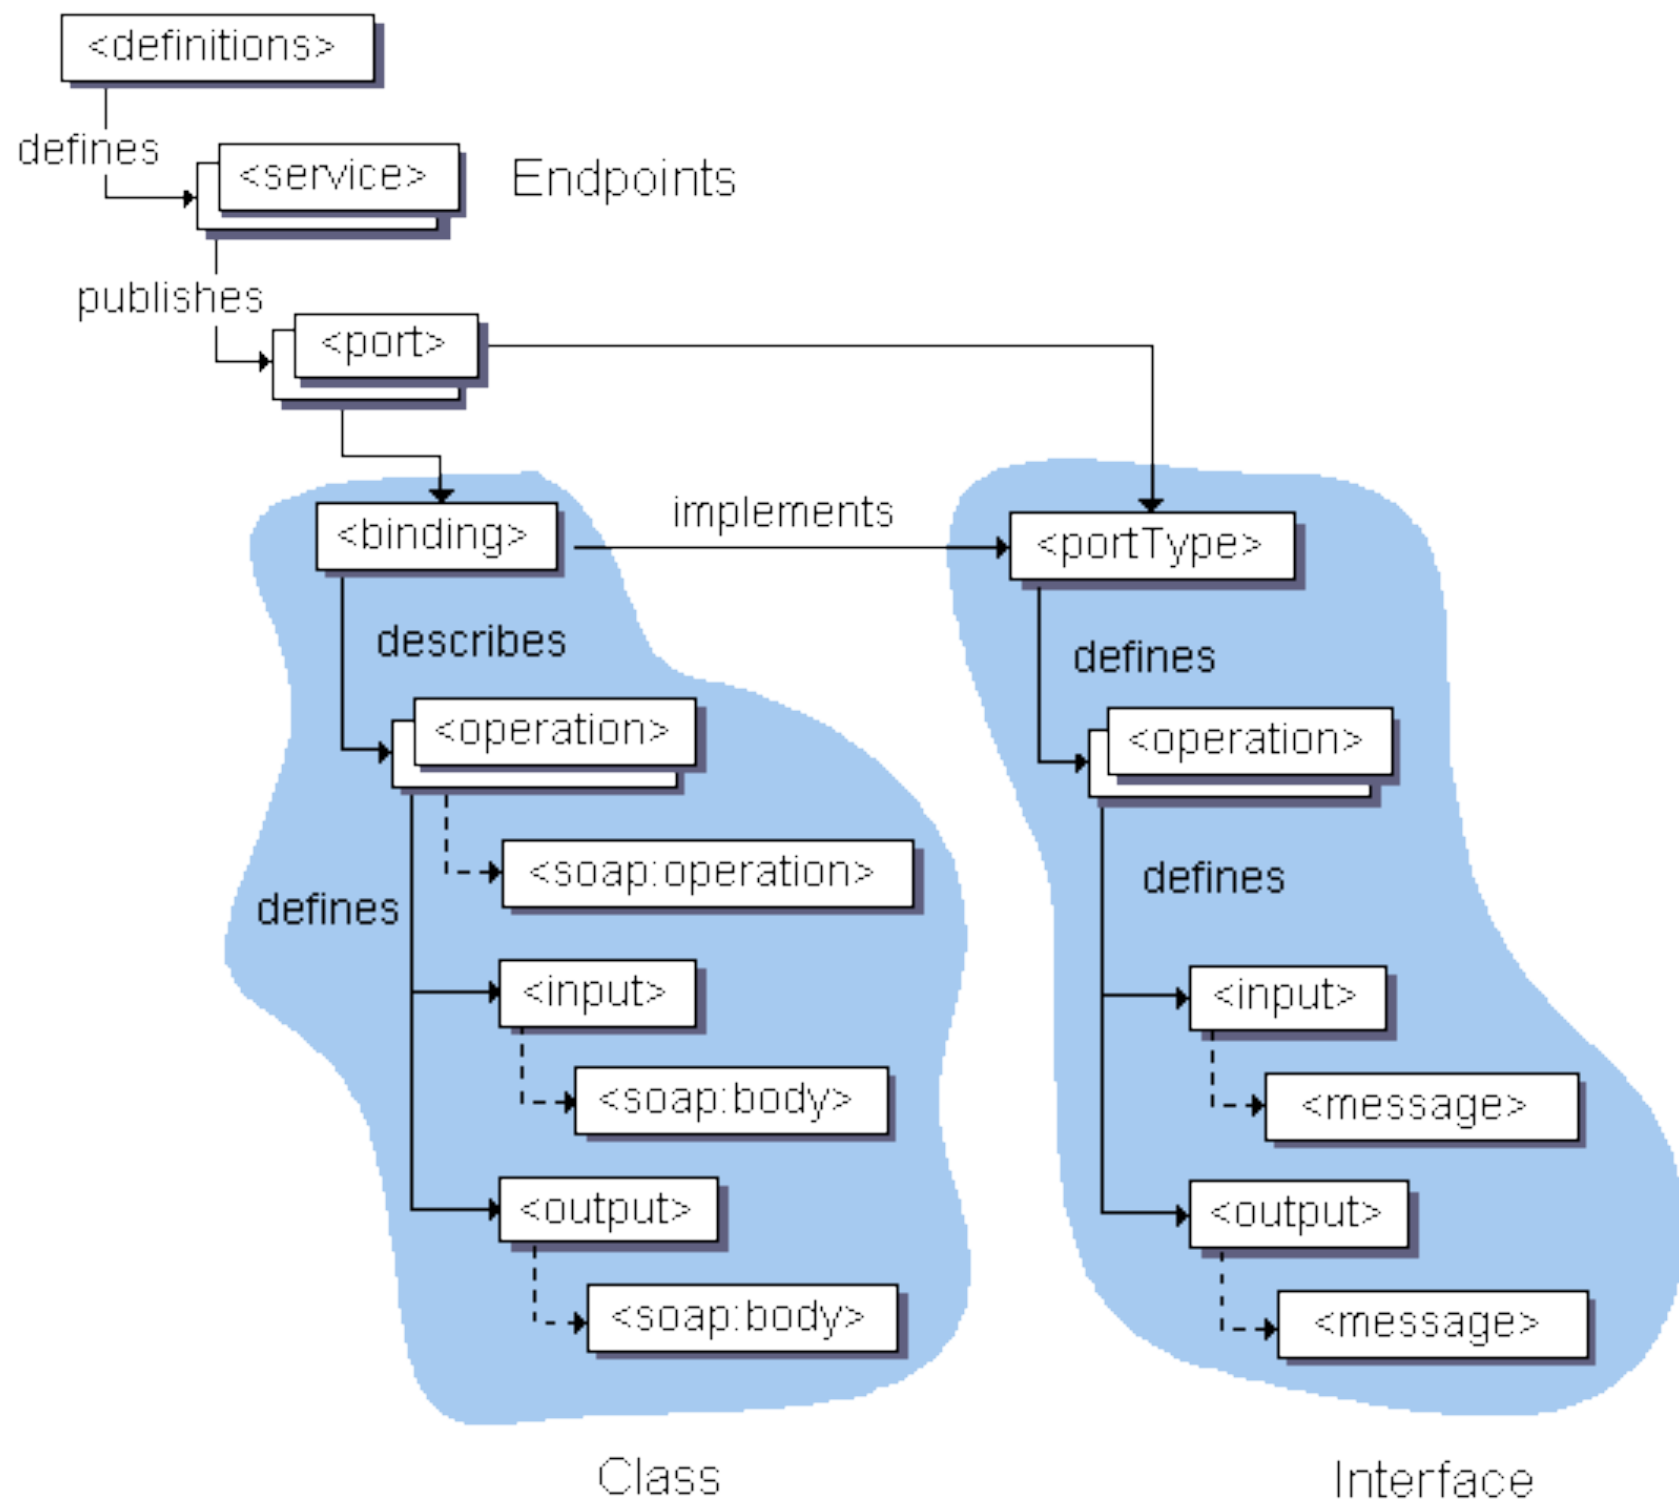 <definitions>
defines
<service>
Endpoints
publishes
<port>
<binding>
implements
<portType>
describes
defines
<operation>
<operation>
<soap:operation>
defines
defines
<input>
<input>
<soap:body>
<message>
<output>
<output>
<soap:body>
<message>
Class
Interface